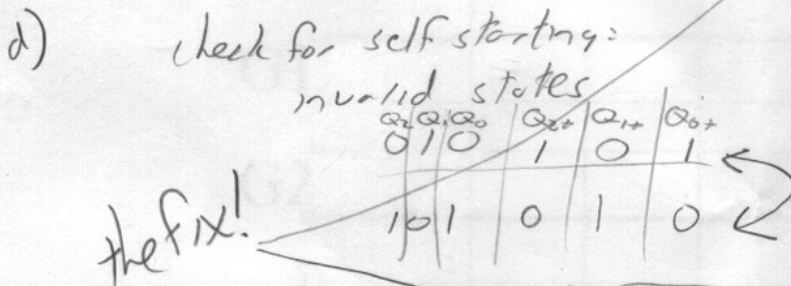 d) check for self starting:
invalid states
Q2 Q1 Q0 Q2+ Q1+ Q0+
0 1 0 1 0 1
1 0 1 0 1 0
the fix!